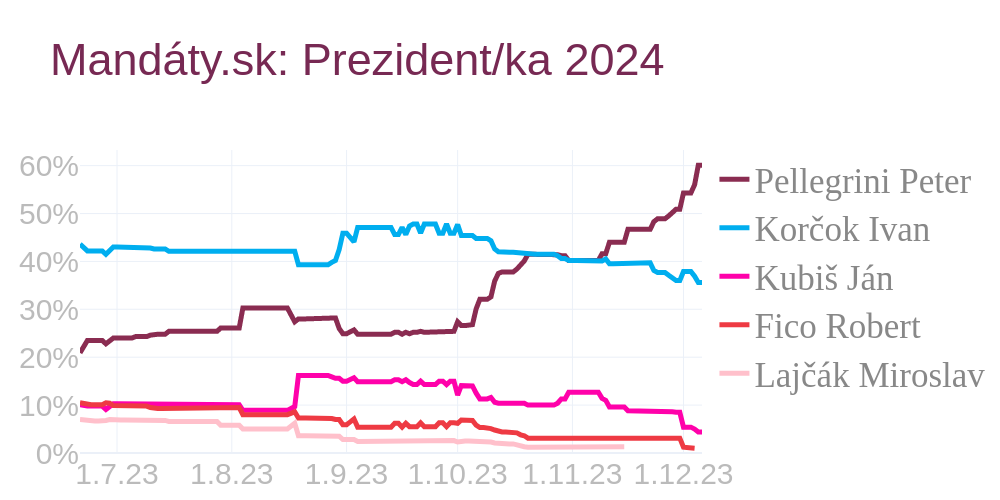 Mandáty.sk: Prezident/ka 2024
60%
50%
40%
30%
20%
10%
0%
1.7.23 1.8.23 1.9.23 1.10.23 1.11.23 1.12.23
Pellegrini Peter
Korčok Ivan
Kubiš Ján
Fico Robert
Lajčák Miroslav